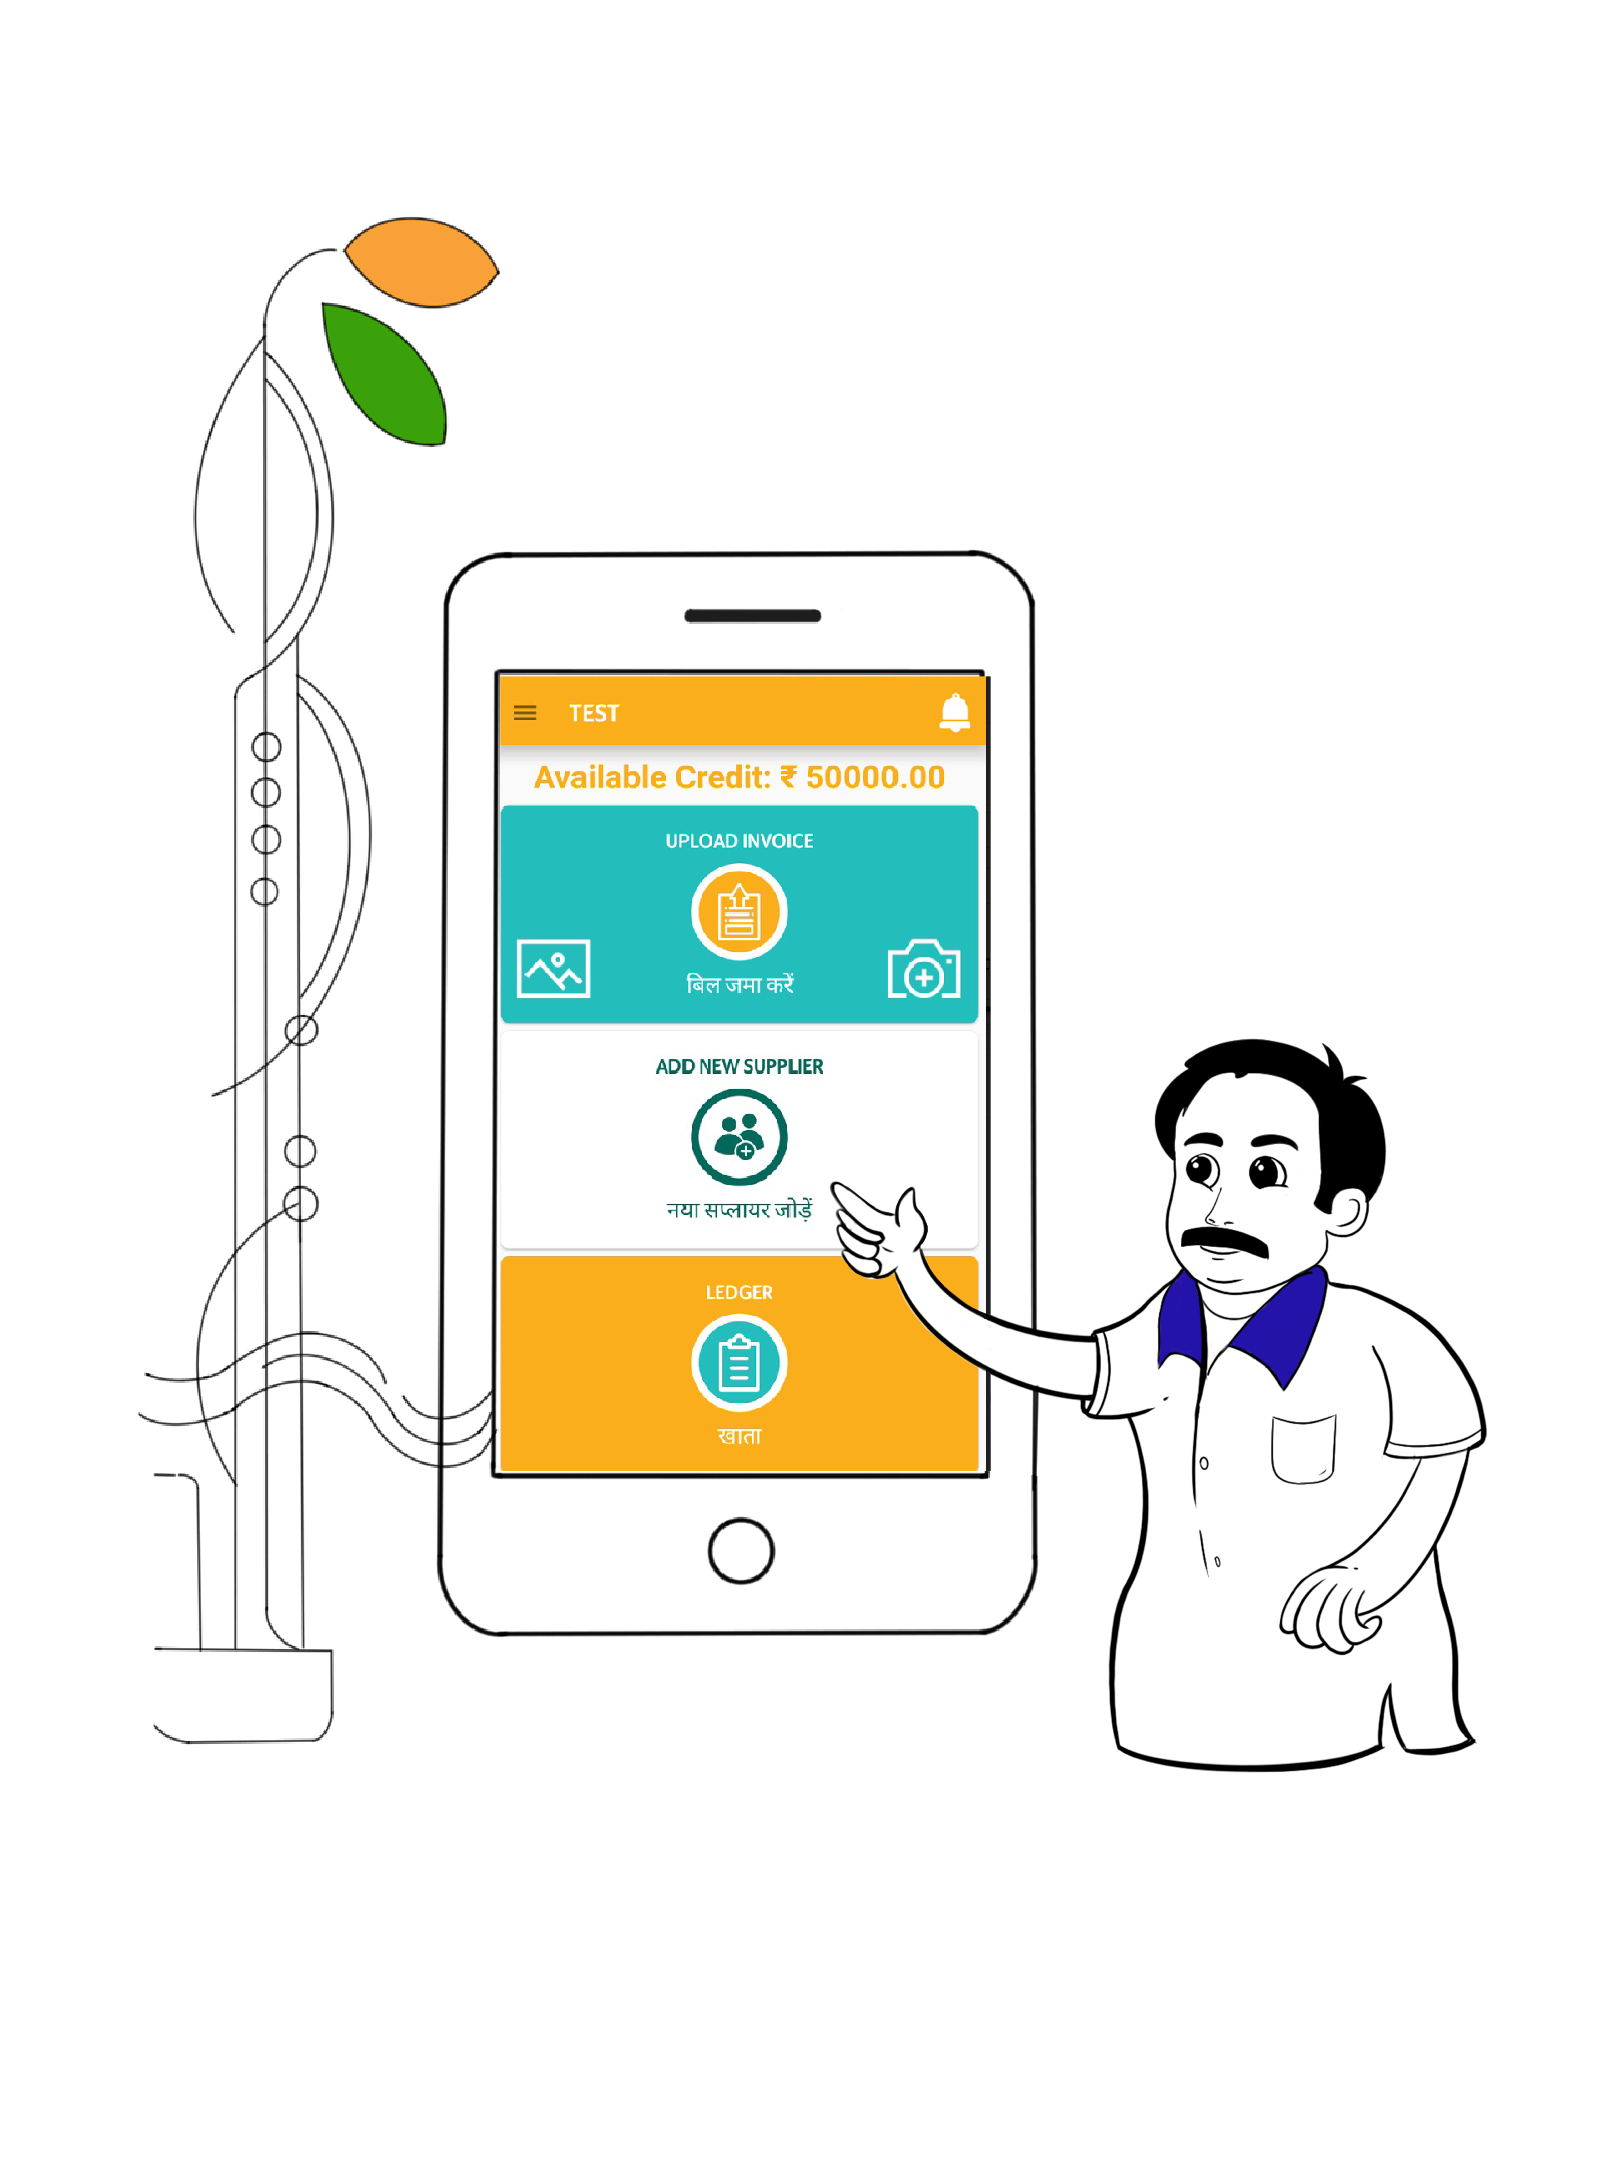 TEST
Available Credit: ₹ 50000.00
UPLOAD INVOICE
बिल जमा करें
ADD NEW SUPPLIER
नया सप्लायर जोड़ें
LEDGER
खाता